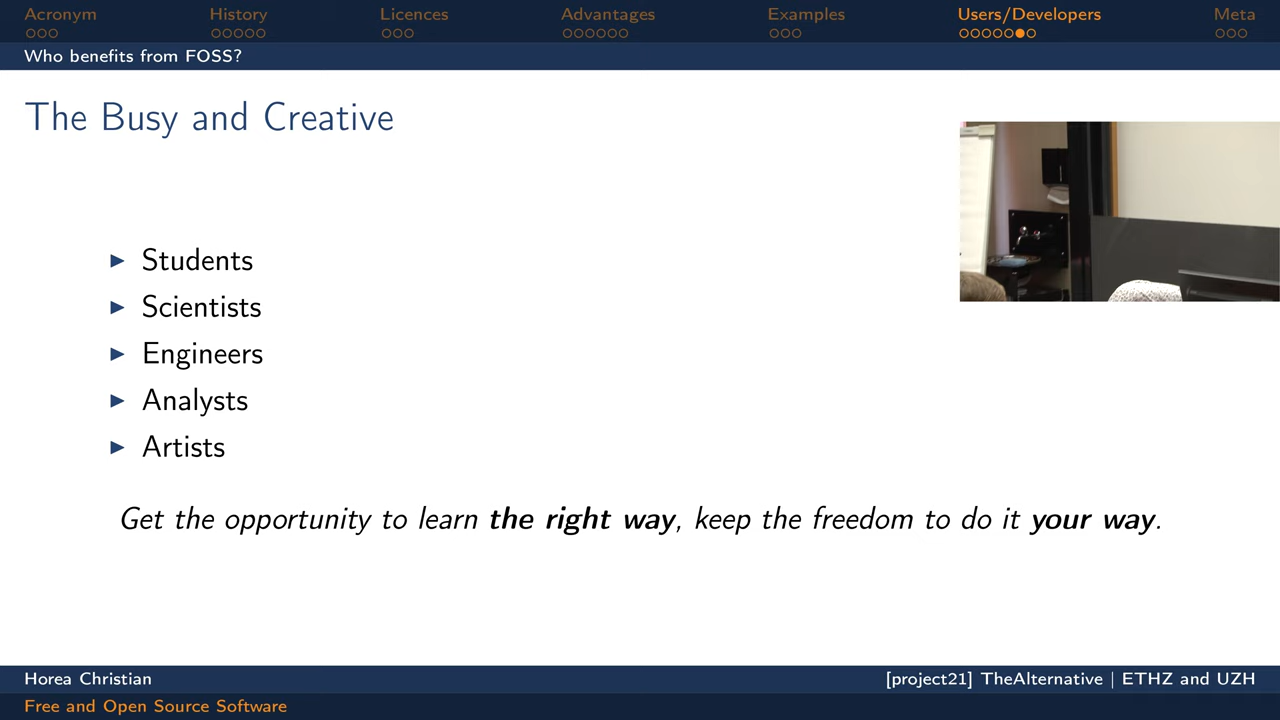 Acronym History Licences Advantages Examples Users/Developers Meta
Who benefits from FOSS?
The Busy and Creative
Students
Scientists
Engineers
Analysts
Artists
Get the opportunity to learn the right way, keep the freedom to do it your way.
Horea Christian [project21] TheAlternative | ETHZ and UZH
Free and Open Source Software